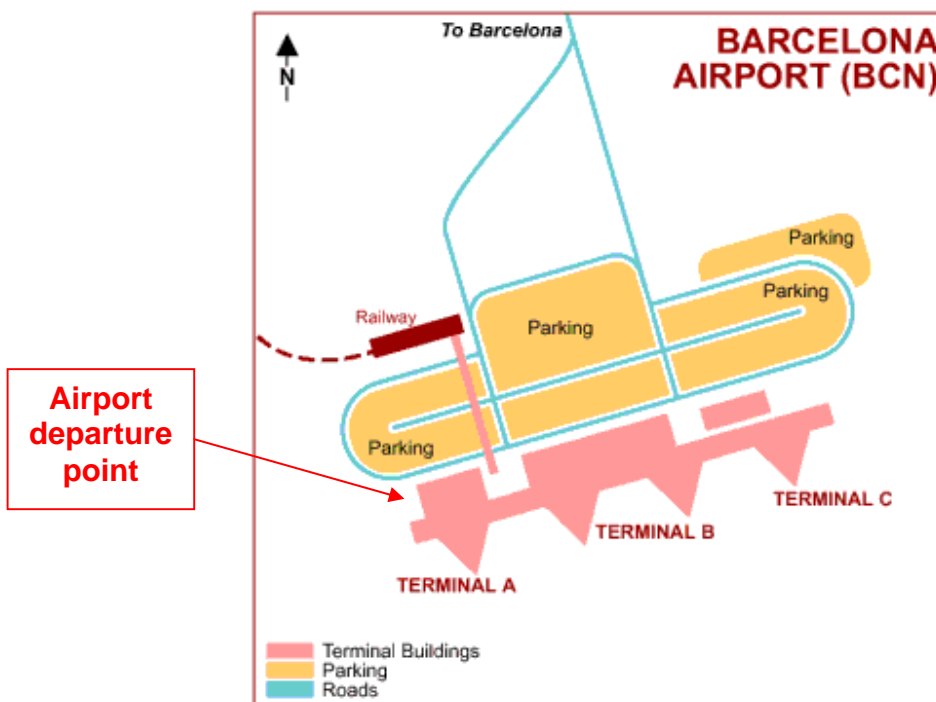 To Barcelona
BARCELONA
AIRPORT (BCN)
N
Parking
Parking
Railway
Parking
Airport
departure
point
Parking
TERMINAL C
TERMINAL B
TERMINAL A
Terminal Buildings
Parking
Roads